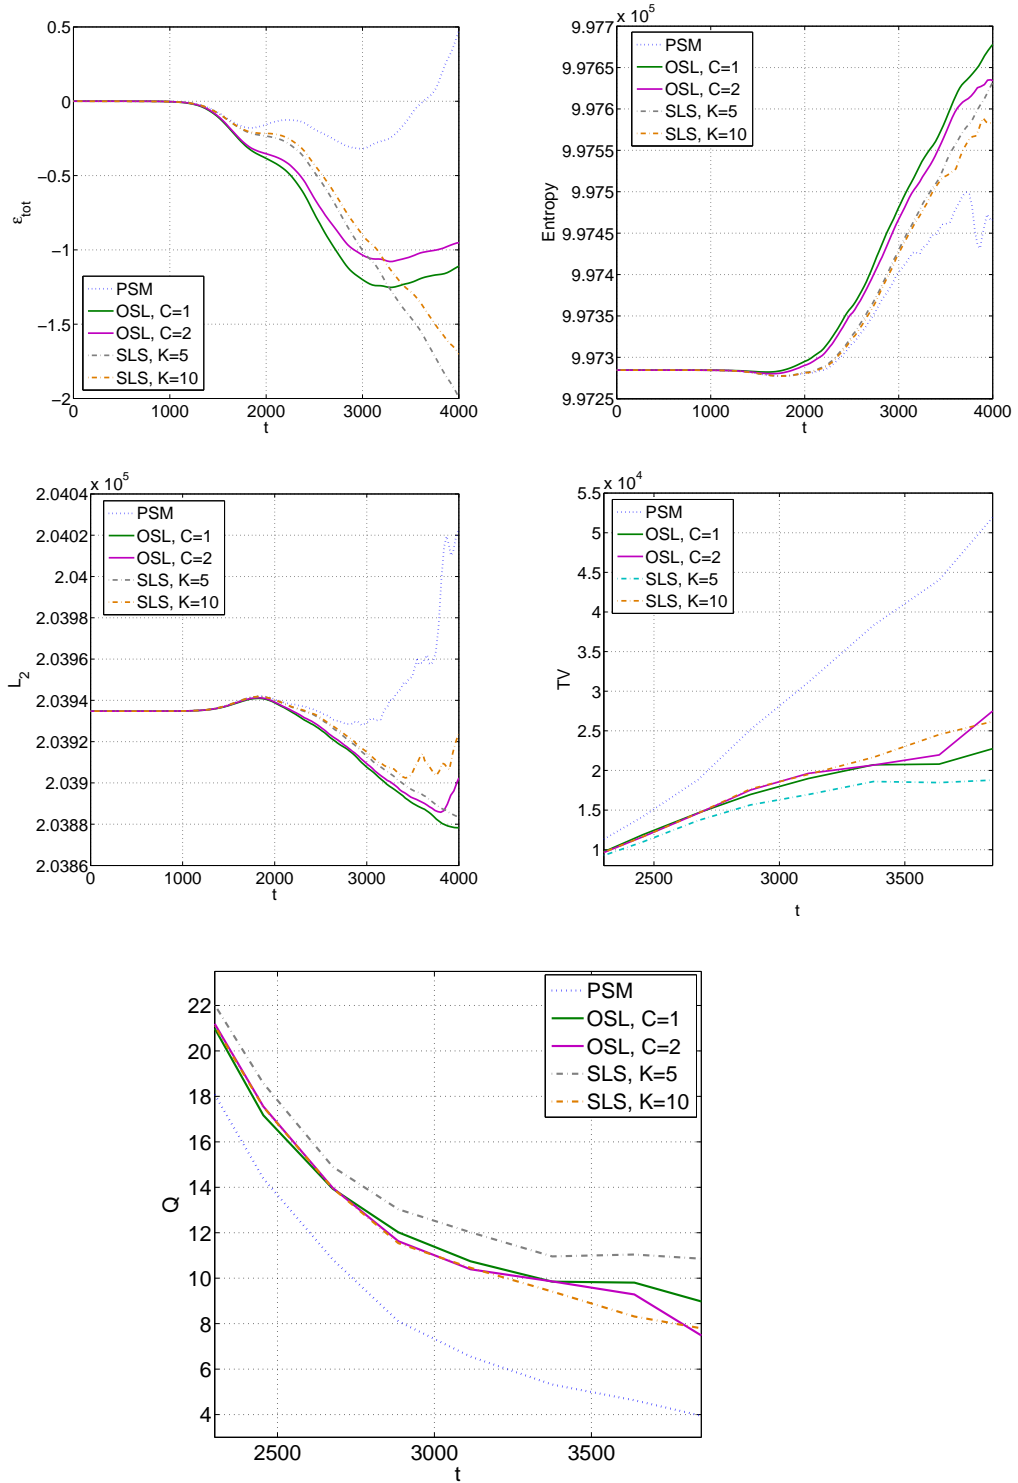 0.5
0
−0.5
−1
−1.5
−2
ε_tot
0 1000 2000 3000 4000
t
PSM
OSL, C=1
OSL, C=2
SLS, K=5
SLS, K=10
x 10^5
9.977
9.9765
9.976
9.9755
9.975
9.9745
9.974
9.9735
9.973
9.9725
Entropy
0 1000 2000 3000 4000
t
PSM
OSL, C=1
OSL, C=2
SLS, K=5
SLS, K=10
x 10^5
2.0404
2.0402
2.04
2.0398
2.0396
2.0394
2.0392
2.039
2.0388
2.0386
L_2
0 1000 2000 3000 4000
t
PSM
OSL, C=1
OSL, C=2
SLS, K=5
SLS, K=10
x 10^4
5.5
5
4.5
4
3.5
3
2.5
2
1.5
1
TV
2500 3000 3500
t
PSM
OSL, C=1
OSL, C=2
SLS, K=5
SLS, K=10
22
20
18
16
14
12
10
8
6
4
Q
2500 3000 3500
t
PSM
OSL, C=1
OSL, C=2
SLS, K=5
SLS, K=10